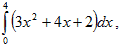 ∫₀⁴(3x² + 4x + 2)dx,